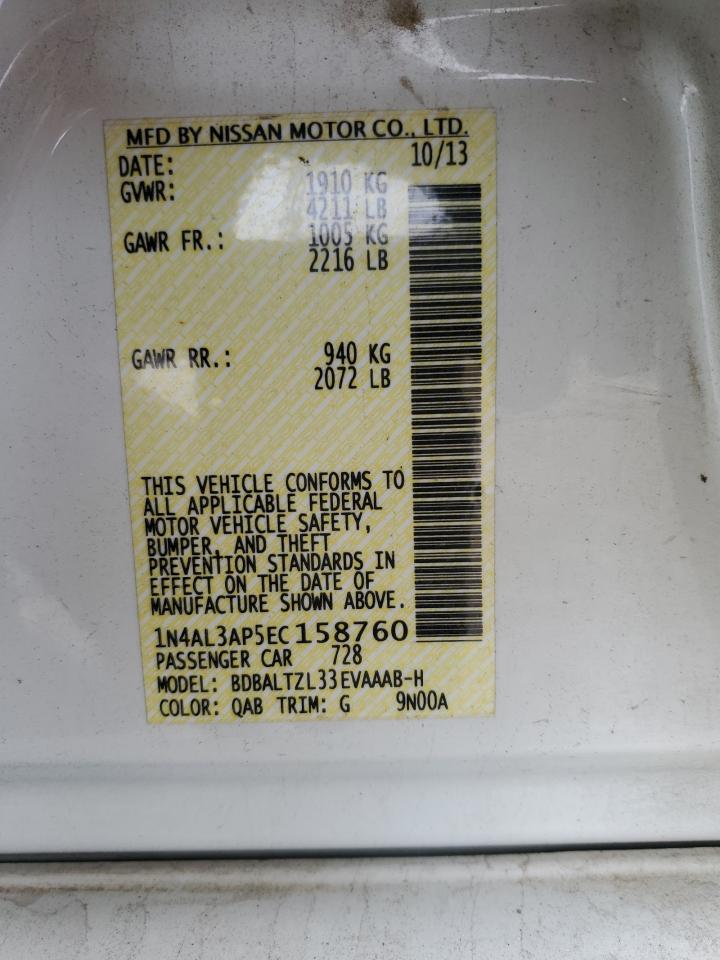 MFD BY NISSAN MOTOR CO., LTD.
DATE: 10/13
GVWR: 1910 KG
4211 LB
GAWR FR.: 1005 KG
2216 LB
GAWR RR.: 940 KG
2072 LB
THIS VEHICLE CONFORMS TO
ALL APPLICABLE FEDERAL
MOTOR VEHICLE SAFETY,
BUMPER, AND THEFT
PREVENTION STANDARDS IN
EFFECT ON THE DATE OF
MANUFACTURE SHOWN ABOVE.
1N4AL3AP5EC158760
PASSENGER CAR 728
MODEL: BDBALTZL33EVAAAB-H
COLOR: QAB TRIM: G 9N00A